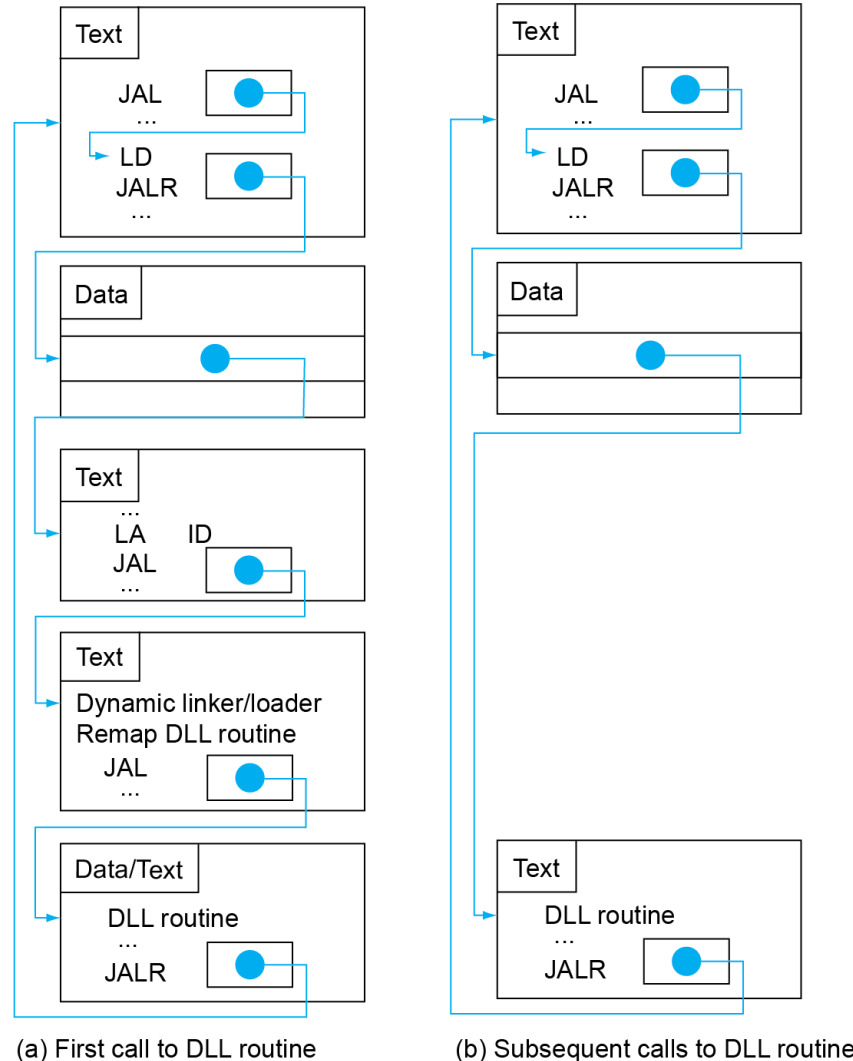 Text
JAL
...
LD
JALR
...
Data
Text
...
LA ID
JAL
...
Text
Dynamic linker/loader
Remap DLL routine
JAL
...
Data/Text
DLL routine
...
JALR
(a) First call to DLL routine
Text
JAL
...
LD
JALR
...
Data
Text
DLL routine
...
JALR
(b) Subsequent calls to DLL routine